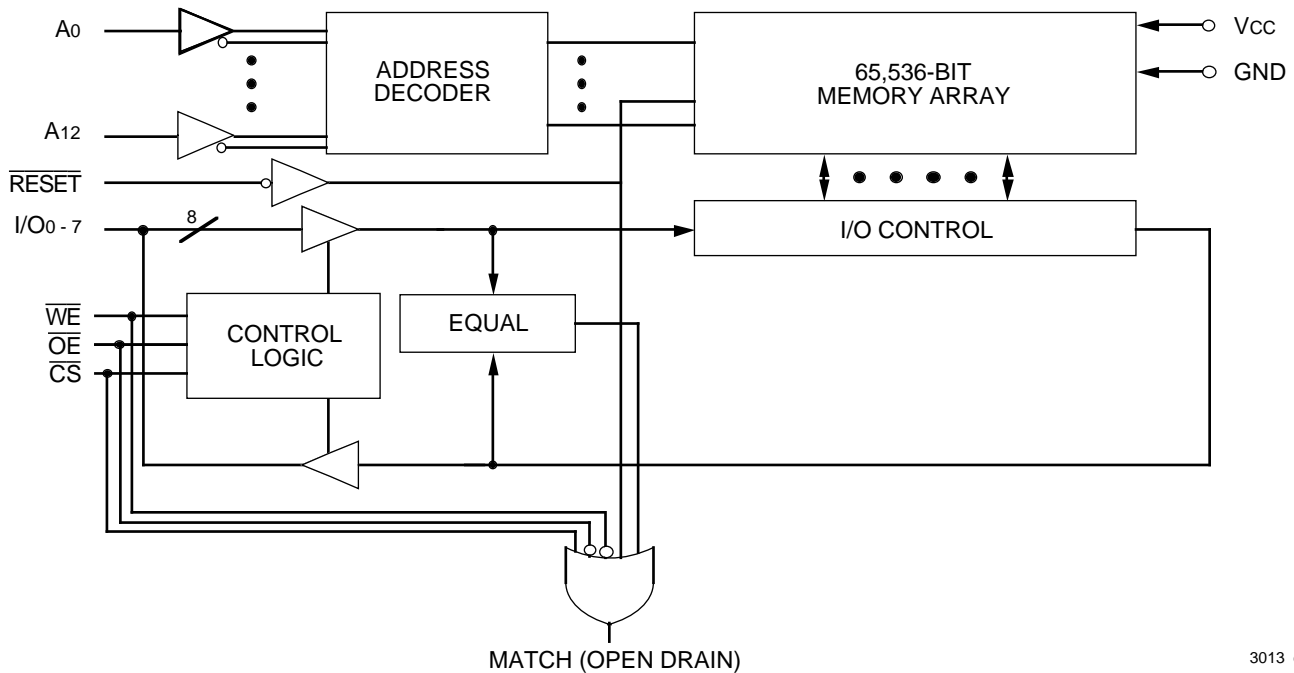 A0
VCC
ADDRESS
DECODER
65,536-BIT
MEMORY ARRAY
GND
A12
RESET
I/O0 - 7
8
I/O CONTROL
WE
OE
CS
CONTROL
LOGIC
EQUAL
MATCH (OPEN DRAIN)
3013